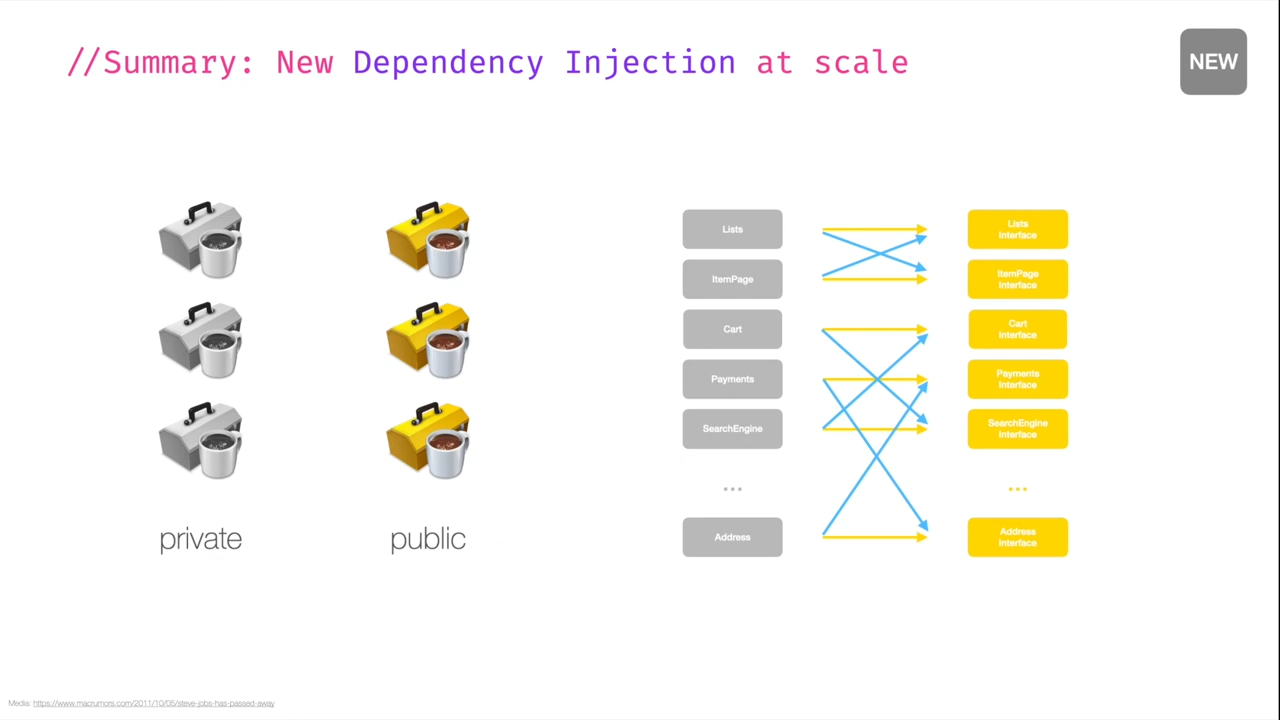 //Summary: New Dependency Injection at scale
NEW
private
public
Lists
ItemPage
Cart
Payments
SearchEngine
...
Address
Lists
Interface
ItemPage
Interface
Cart
Interface
Payments
Interface
SearchEngine
Interface
...
Address
Interface
Media: https://www.macrumors.com/2011/10/05/steve-jobs-has-passed-away